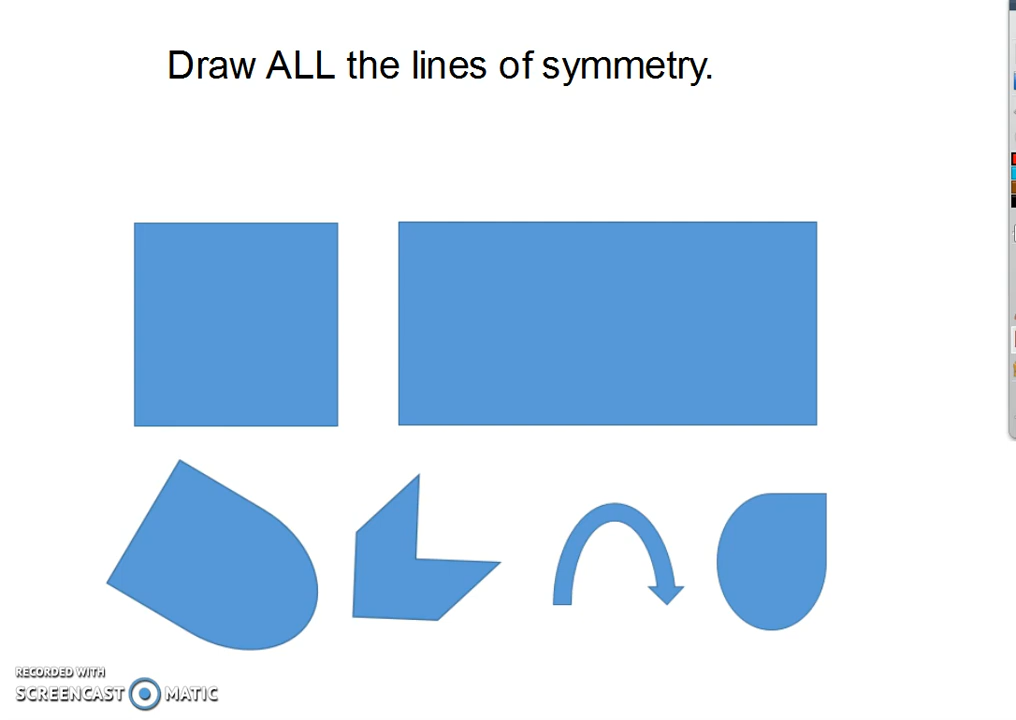 Draw ALL the lines of symmetry.
RECORDED WITH
SCREENCAST MATIC